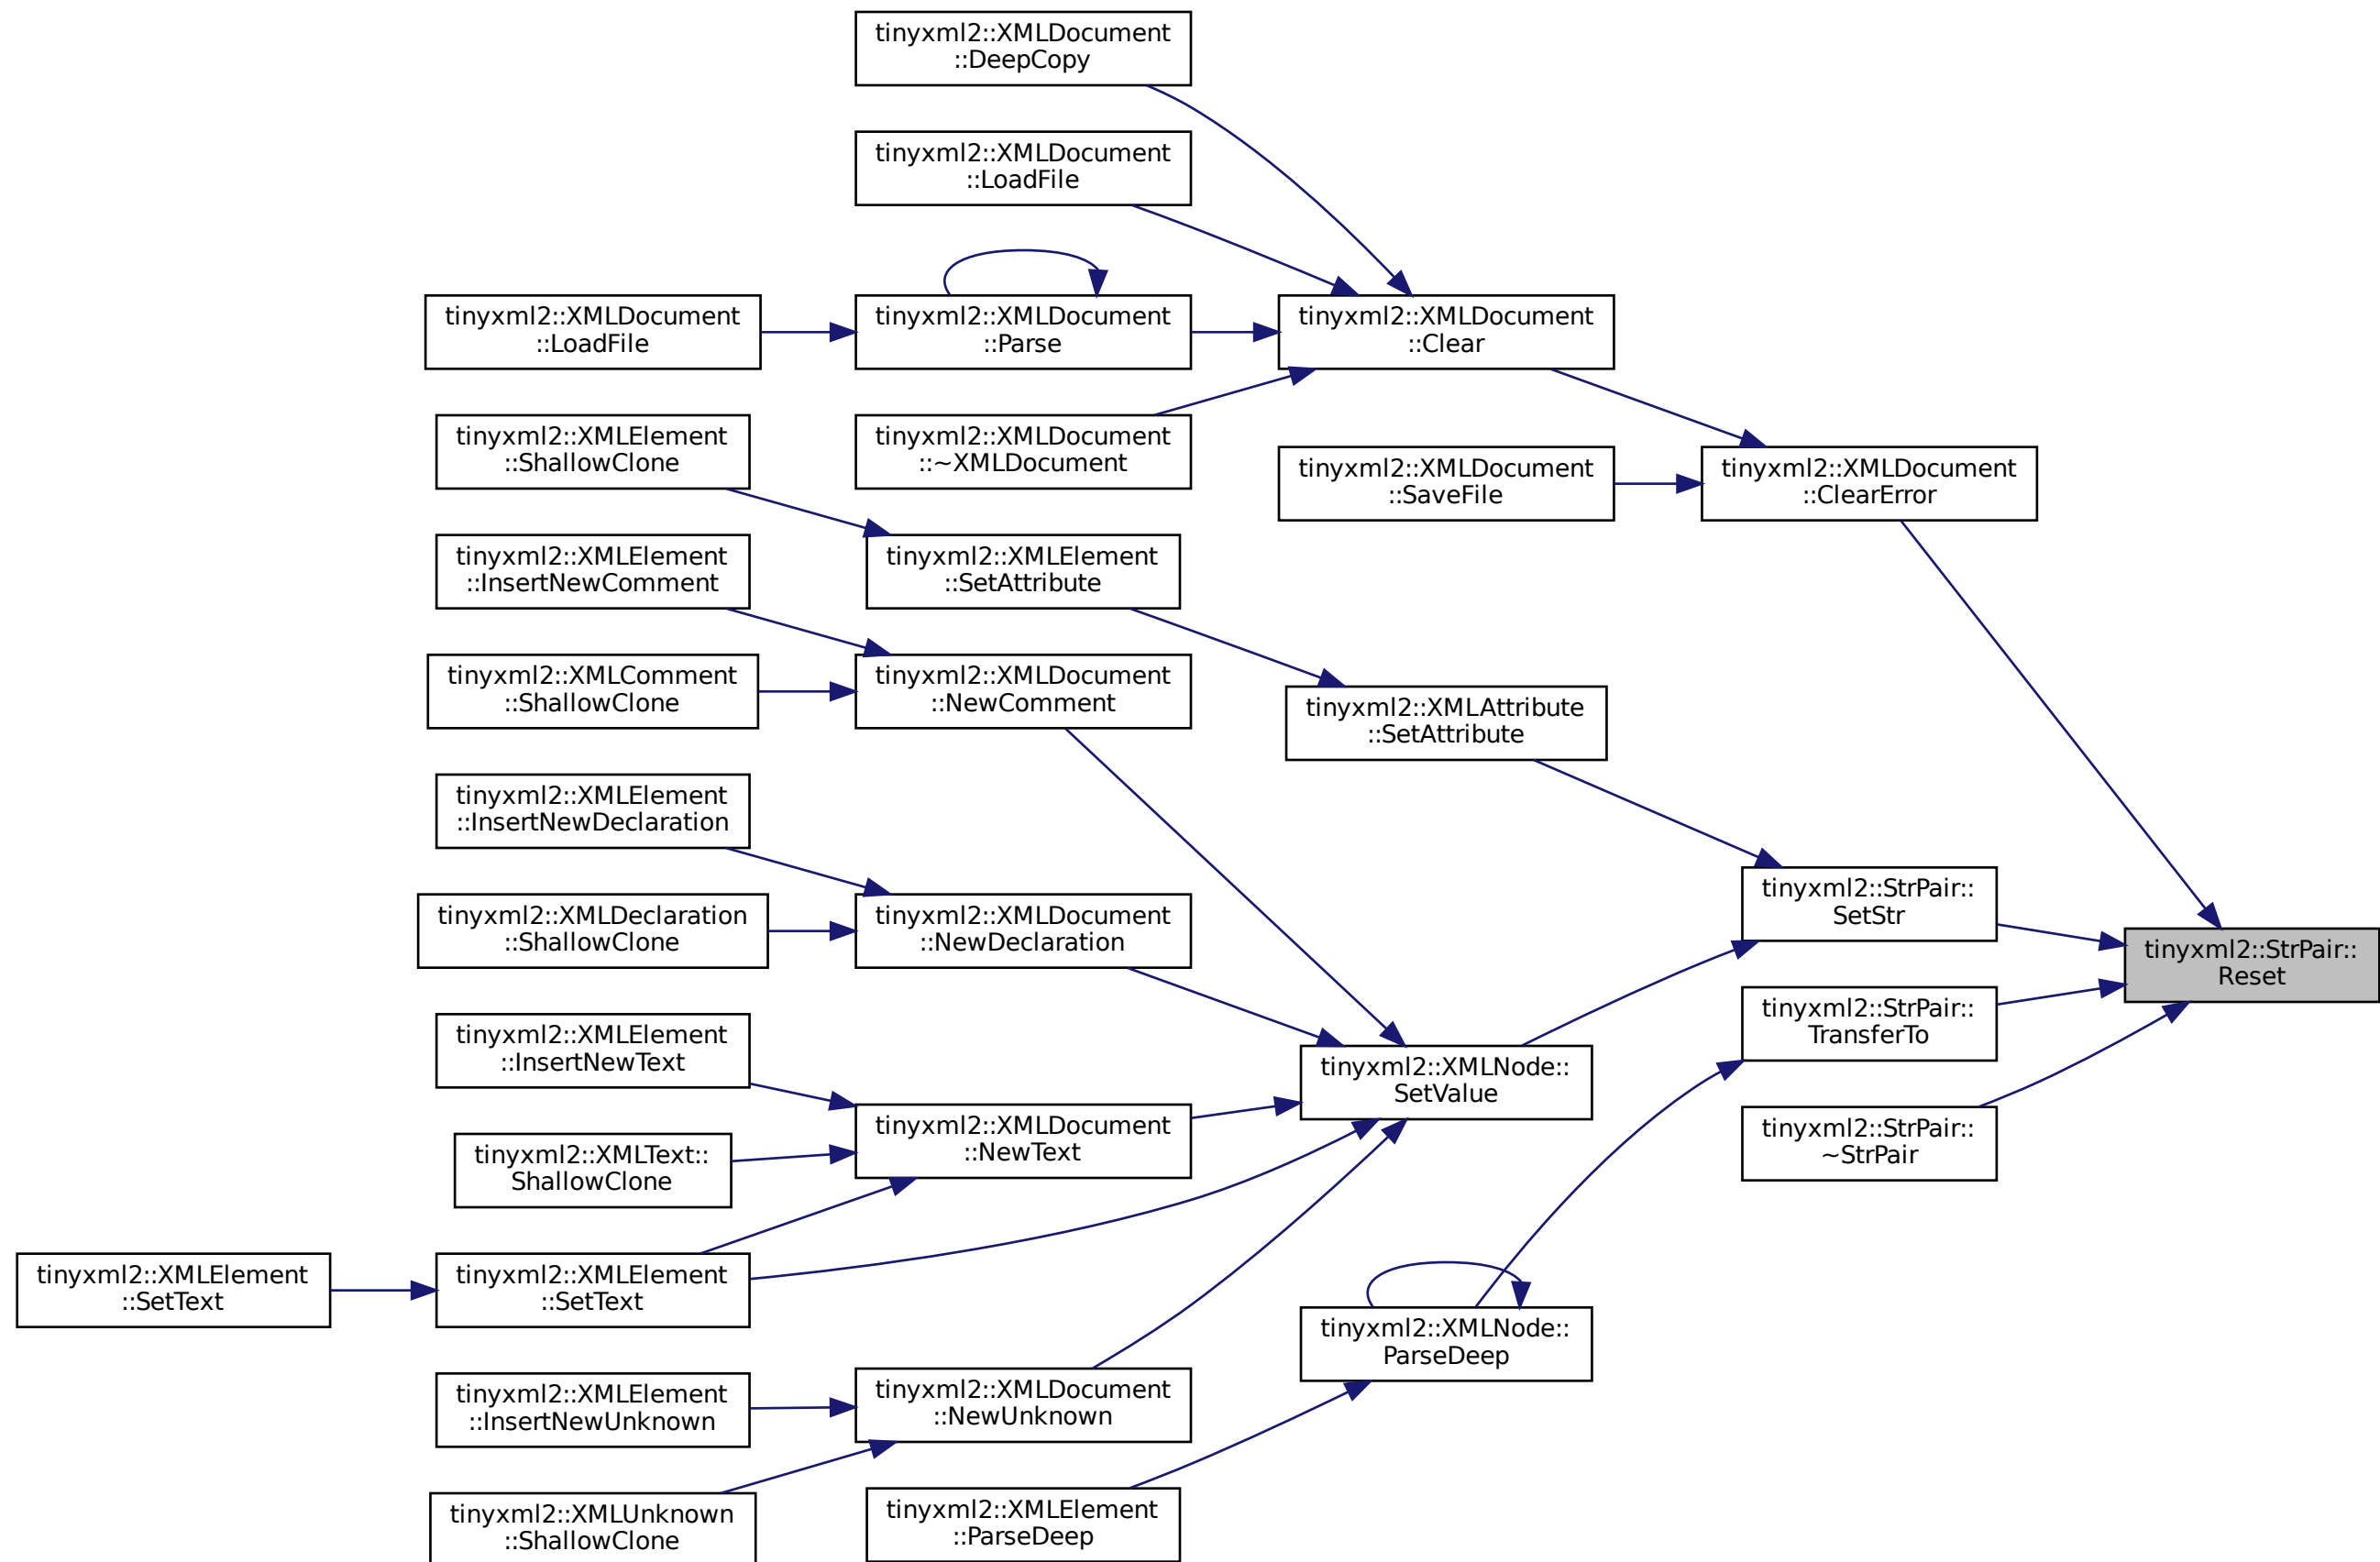 tinyxml2::XMLDocument
::DeepCopy
tinyxml2::XMLDocument
::LoadFile
tinyxml2::XMLDocument
::LoadFile
tinyxml2::XMLDocument
::Parse
tinyxml2::XMLDocument
::Clear
tinyxml2::XMLElement
::ShallowClone
tinyxml2::XMLDocument
::~XMLDocument
tinyxml2::XMLDocument
::SaveFile
tinyxml2::XMLDocument
::ClearError
tinyxml2::XMLElement
::InsertNewComment
tinyxml2::XMLElement
::SetAttribute
tinyxml2::XMLComment
::ShallowClone
tinyxml2::XMLDocument
::NewComment
tinyxml2::XMLAttribute
::SetAttribute
tinyxml2::XMLElement
::InsertNewDeclaration
tinyxml2::XMLDeclaration
::ShallowClone
tinyxml2::XMLDocument
::NewDeclaration
tinyxml2::StrPair::
SetStr
tinyxml2::StrPair::
Reset
tinyxml2::XMLElement
::InsertNewText
tinyxml2::StrPair::
TransferTo
tinyxml2::XMLNode::
SetValue
tinyxml2::XMLText::
ShallowClone
tinyxml2::XMLDocument
::NewText
tinyxml2::StrPair::
~StrPair
tinyxml2::XMLElement
::SetText
tinyxml2::XMLElement
::SetText
tinyxml2::XMLNode::
ParseDeep
tinyxml2::XMLElement
::InsertNewUnknown
tinyxml2::XMLDocument
::NewUnknown
tinyxml2::XMLUnknown
::ShallowClone
tinyxml2::XMLElement
::ParseDeep